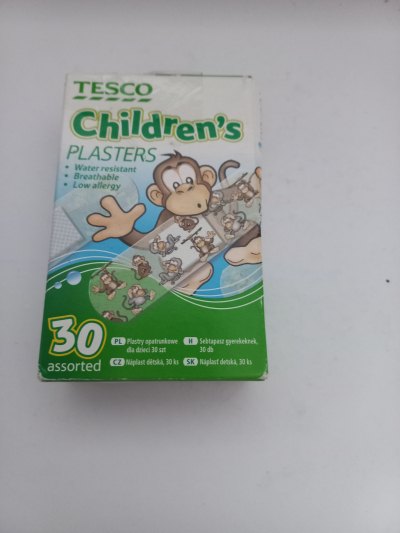 TESCO
Children's
PLASTERS
• Water resistant
• Breathable
• Low allergy
30
assorted
PL Plastry opatrunkowe
dla dzieci 30 szt
H Sebtapasz gyerekeknek,
30 db
CZ Náplast dětská, 30 ks
SK Náplasť detská, 30 ks